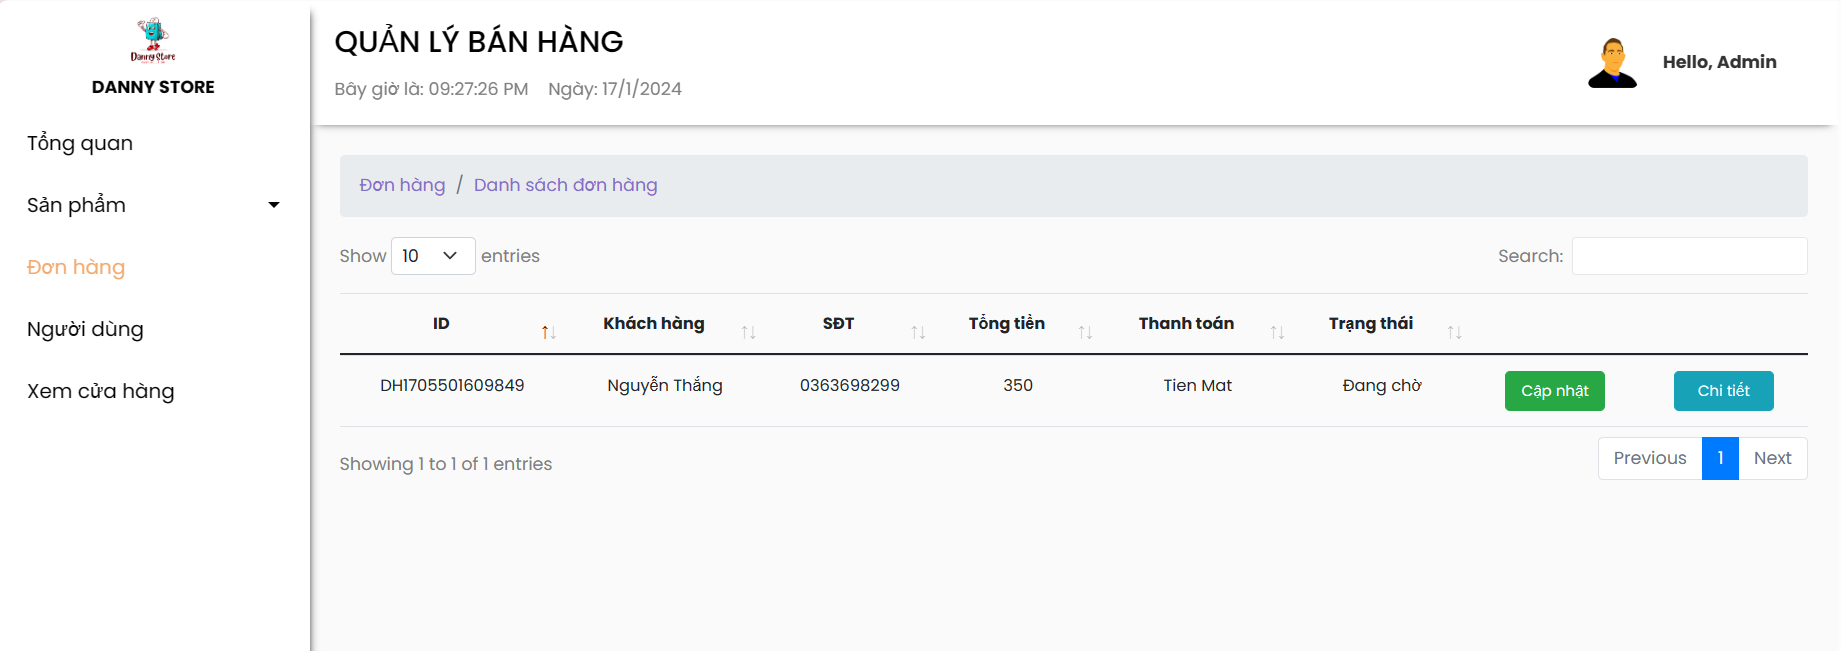 Danny Store
DANNY STORE
Tổng quan
Sản phẩm
Đơn hàng
Người dùng
Xem cửa hàng
QUẢN LÝ BÁN HÀNG
Bây giờ là: 09:27:26 PM Ngày: 17/1/2024
Hello, Admin
Đơn hàng / Danh sách đơn hàng
Show 10 entries
Search:
ID Khách hàng SĐT Tổng tiền Thanh toán Trạng thái
DH1705501609849 Nguyễn Thắng 0363698299 350 Tien Mat Đang chờ Cập nhật Chi tiết
Showing 1 to 1 of 1 entries
Previous 1 Next